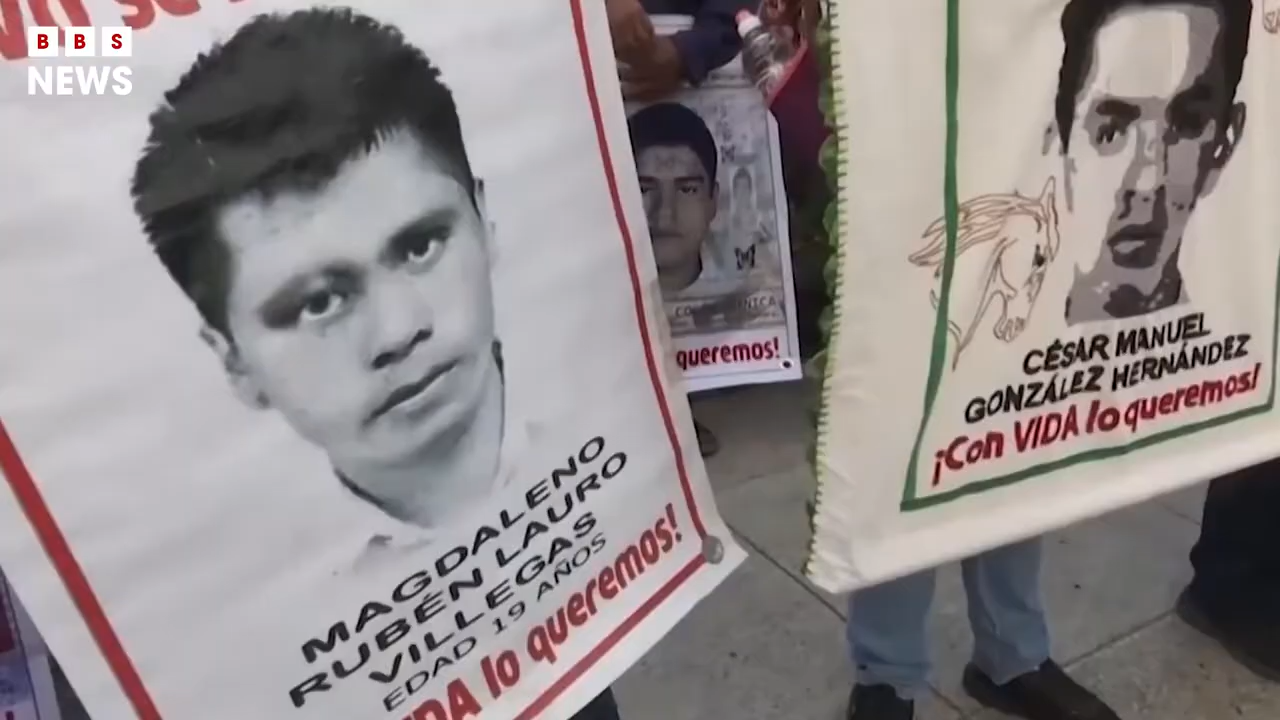 BBS
NEWS
MAGDALENO
RUBÉN LAURO
VILLEGAS
EDAD 19 AÑOS
lo queremos!
queremos!
CÉSAR MANUEL
GONZÁLEZ HERNÁNDEZ
¡Con VIDA lo queremos!